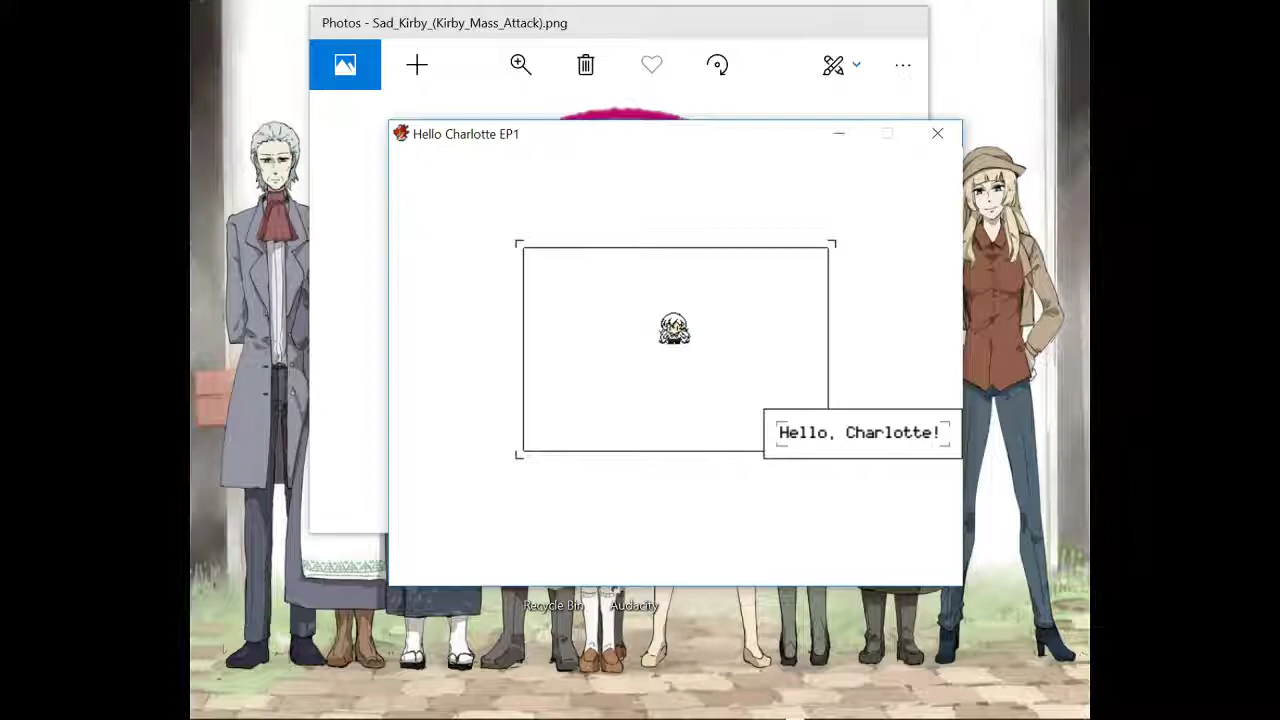 Photos - Sad_Kirby_(Kirby_Mass_Attack).png
Hello Charlotte EP1
Hello, Charlotte!
Recycle Bin
Audacity